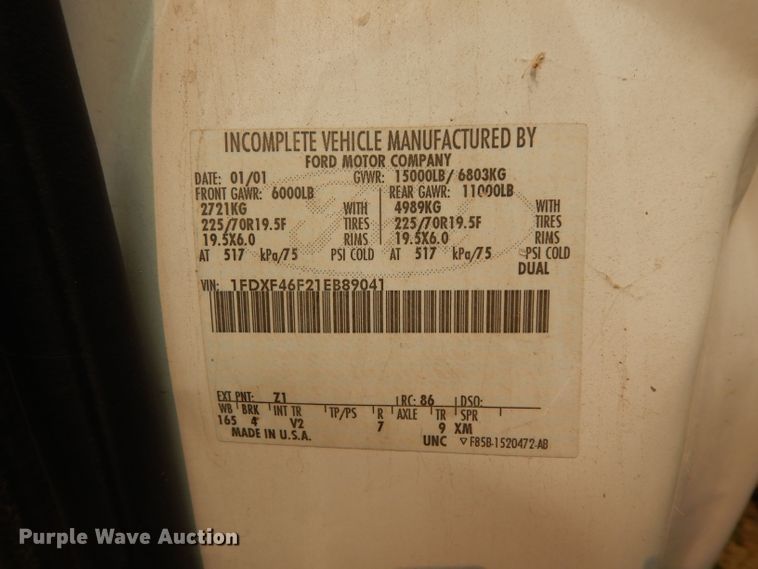 INCOMPLETE VEHICLE MANUFACTURED BY
FORD MOTOR COMPANY
DATE: 01/01 GVWR: 15000LB/ 6803KG
FRONT GAWR: 6000LB REAR GAWR: 11000LB
2721KG WITH 4989KG WITH
225/70R19.5F TIRES 225/70R19.5F TIRES
19.5X6.0 RIMS 19.5X6.0 RIMS
AT 517 kPa/75 PSI COLD AT 517 kPa/75 PSI COLD
DUAL
VIN: 1FDXF46F21EB89041
EXT PNT: Z1 RC: 86 DSO:
WB BRK INT TR TP/PS R AXLE TR SPR
165 4 V2 7 9 XM
MADE IN U.S.A. UNC ▽ F85B-1520472-AB
Purple Wave Auction